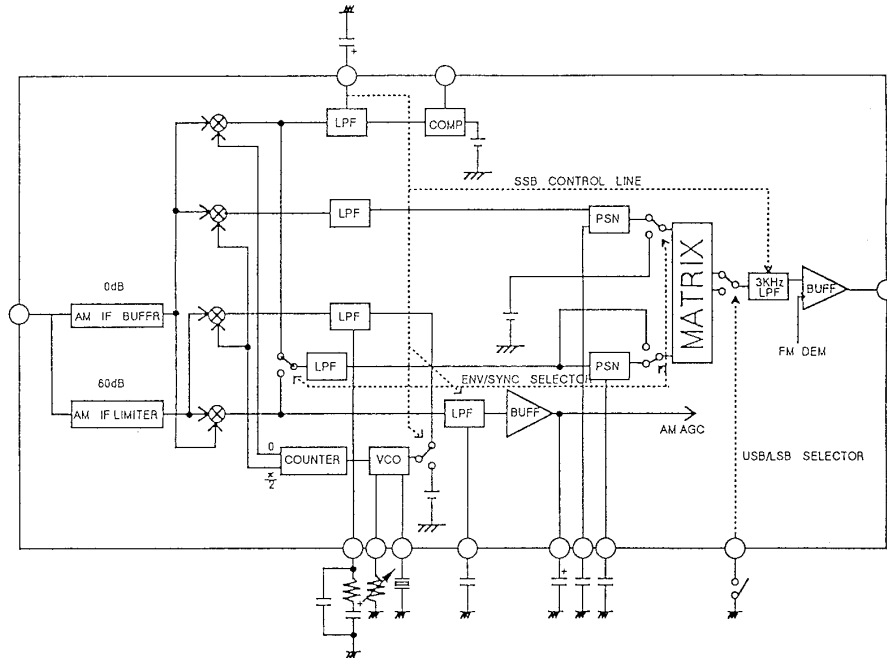 LPF
COMP
SSB CONTROL LINE
LPF
PSN
MATRIX
0dB
3KHz
LPF
BUFF
AM IF BUFFR
LPF
FM DEM
LPF
PSN
ENV/SYNC SELECTOR
60dB
AM IF LIMITER
LPF
BUFF
AM AGC
0
COUNTER
VCO
USB/LSB SELECTOR
x
2
+
+
+